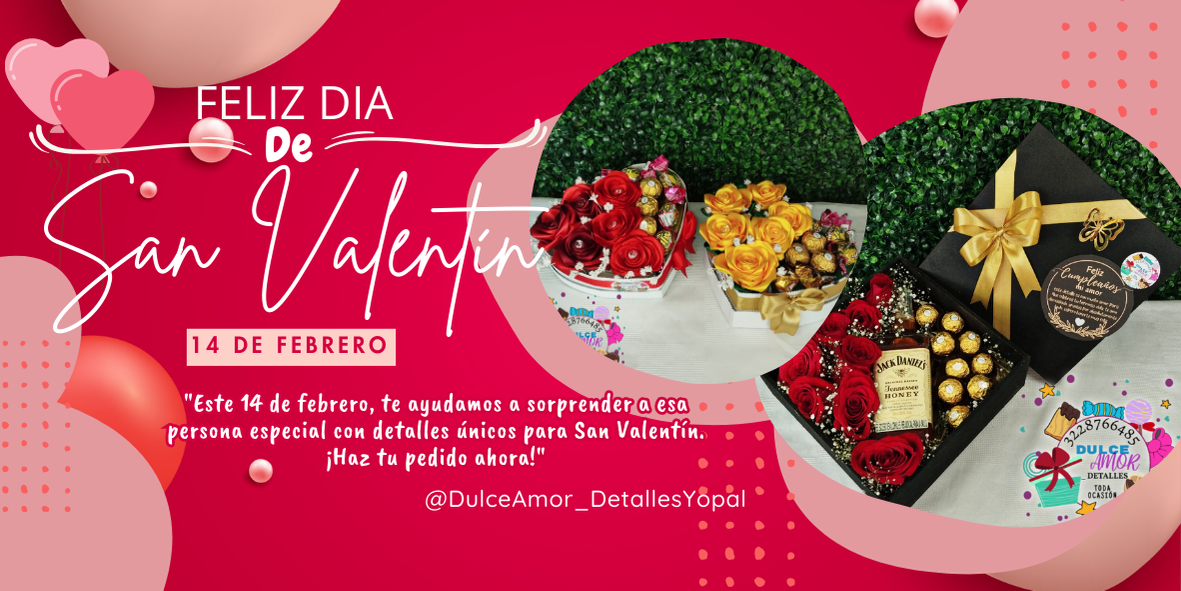 FELIZ DIA
De
San Valentín
14 DE FEBRERO
"Este 14 de febrero, te ayudamos a sorprender a esa
persona especial con detalles únicos para San Valentín.
¡Haz tu pedido ahora!"
@DulceAmor_DetallesYopal
Feliz
Cumpleaños
mi amor
JACK DANIEL'S
Tennessee
HONEY
3228766485
DULCE
AMOR
DETALLES
TODA
OCASIÓN
28766485
DULCE